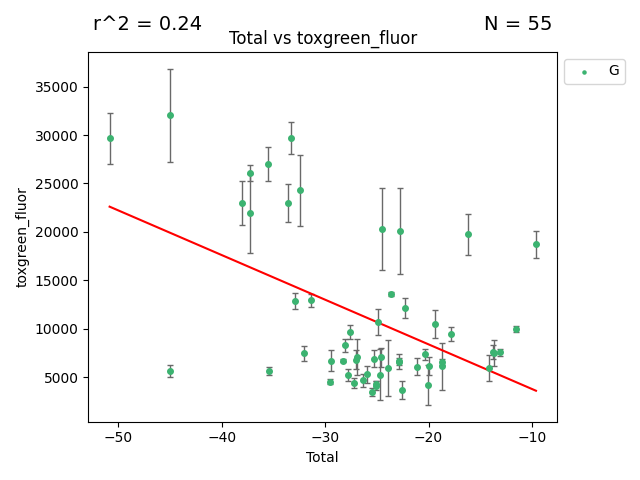 r^2 = 0.24
N = 55
Total vs toxgreen_fluor
G
35000
30000
25000
20000
15000
10000
5000
toxgreen_fluor
−50
−40
−30
−20
−10
Total